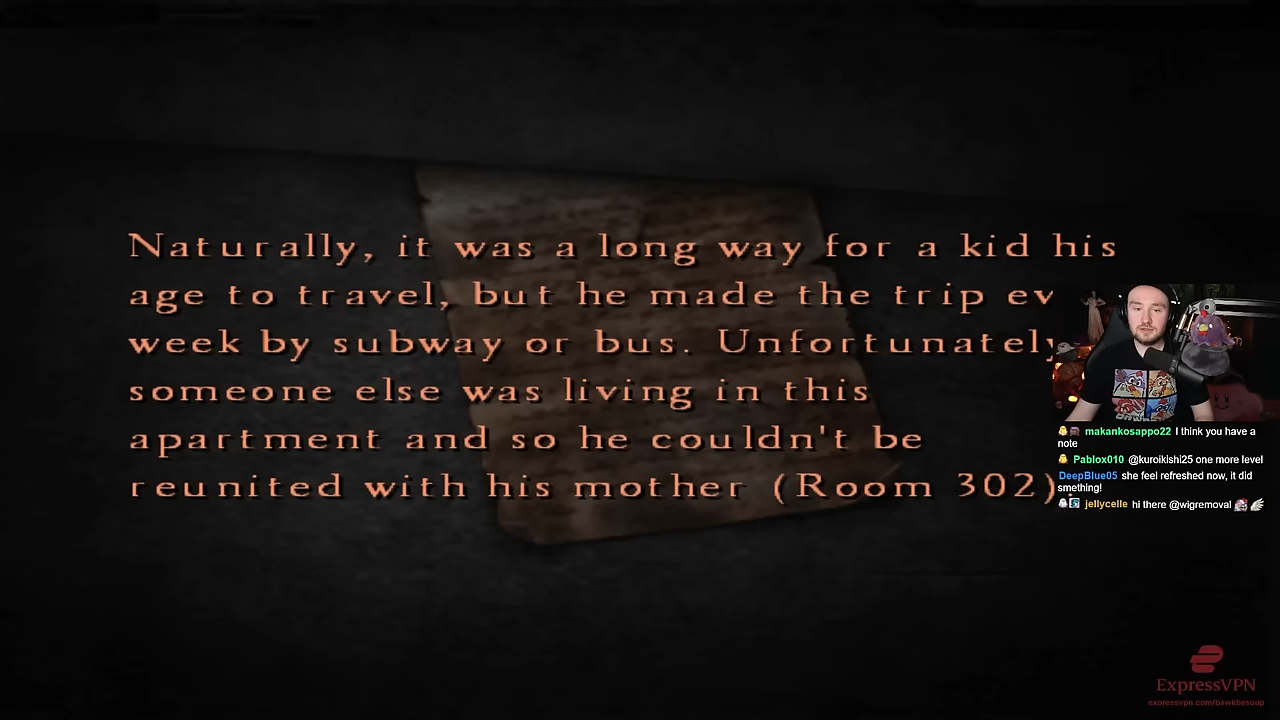 Naturally, it was a long way for a kid his
age to travel, but he made the trip ev
week by subway or bus. Unfortunately
someone else was living in this
apartment and so he couldn't be
reunited with his mother (Room 302).
makankosappo22 I think you have a
note
Pablox010 @kuroikishi25 one more level
DeepBlue05 she feel refreshed now, it did
smething!
jellycelle hi there @wigremoval
ExpressVPN
expressvpn.com/bawkbasoup